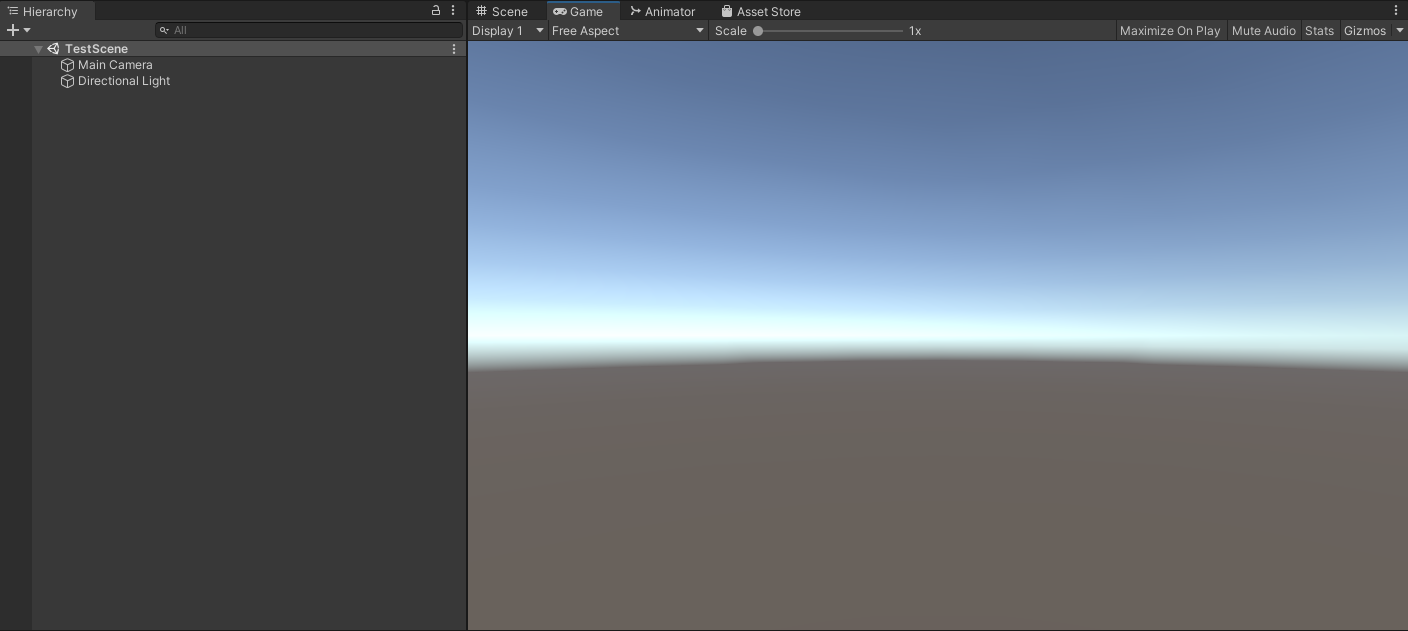 Hierarchy
All
TestScene
Main Camera
Directional Light
Scene Game Animator Asset Store
Display 1 Free Aspect Scale 1x Maximize On Play Mute Audio Stats Gizmos